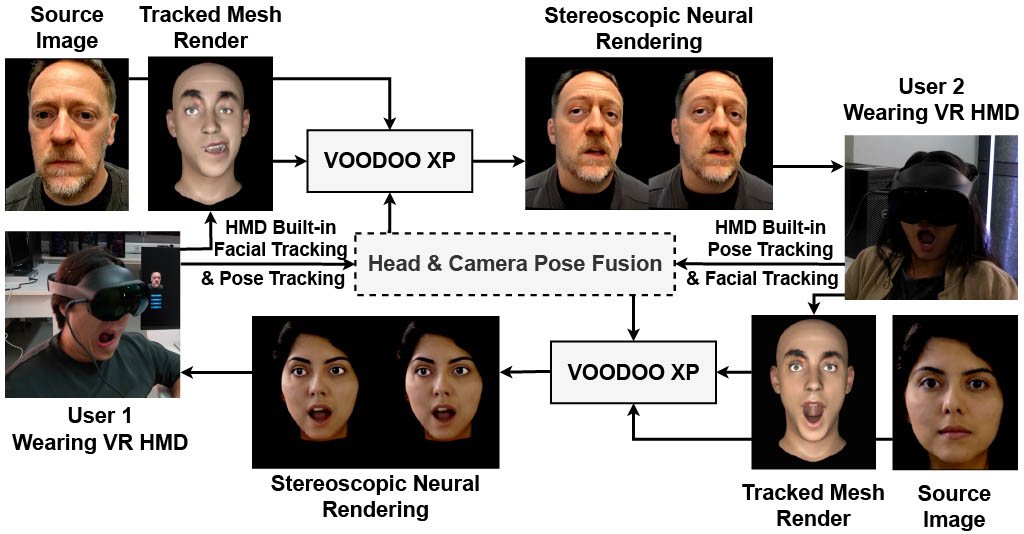 Source
Image
Tracked Mesh
Render
Stereoscopic Neural
Rendering
User 2
Wearing VR HMD
VOODOO XP
HMD Built-in
Facial Tracking
& Pose Tracking
Head & Camera Pose Fusion
HMD Built-in
Pose Tracking
& Facial Tracking
VOODOO XP
User 1
Wearing VR HMD
Stereoscopic Neural
Rendering
Tracked Mesh
Render
Source
Image